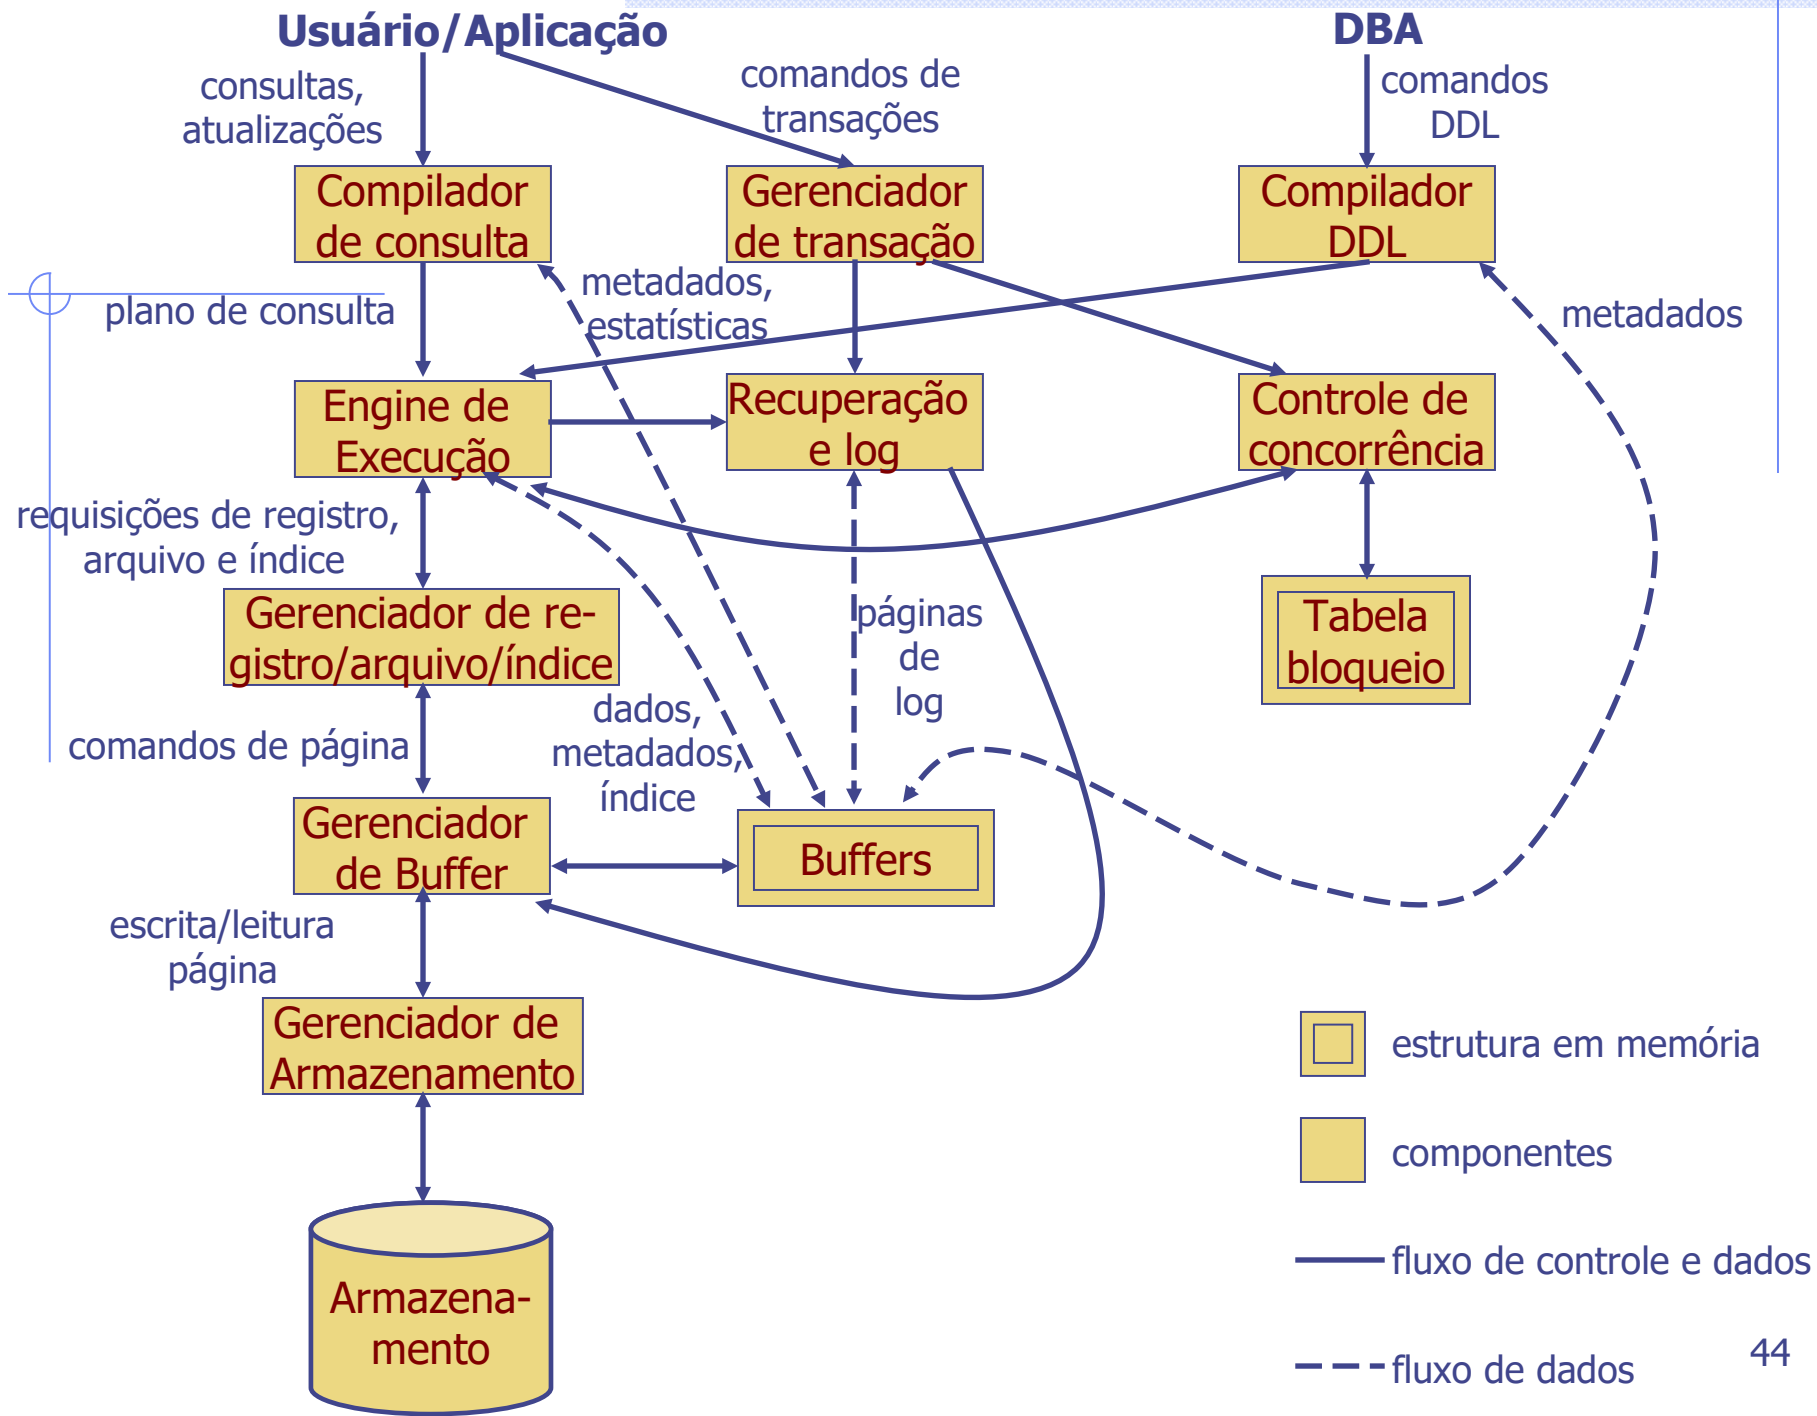 Usuário/Aplicação
DBA
consultas,
atualizações
comandos de
transações
comandos
DDL
Compilador
de consulta
Gerenciador
de transação
Compilador
DDL
plano de consulta
metadados,
estatísticas
metadados
Engine de
Execução
Recuperação
e log
Controle de
concorrência
requisições de registro,
arquivo e índice
Gerenciador de re-
gistro/arquivo/índice
páginas
de
log
Tabela
bloqueio
comandos de página
dados,
metadados,
índice
Gerenciador
de Buffer
Buffers
escrita/leitura
página
Gerenciador de
Armazenamento
Armazena-
mento
estrutura em memória
componentes
fluxo de controle e dados
fluxo de dados
44